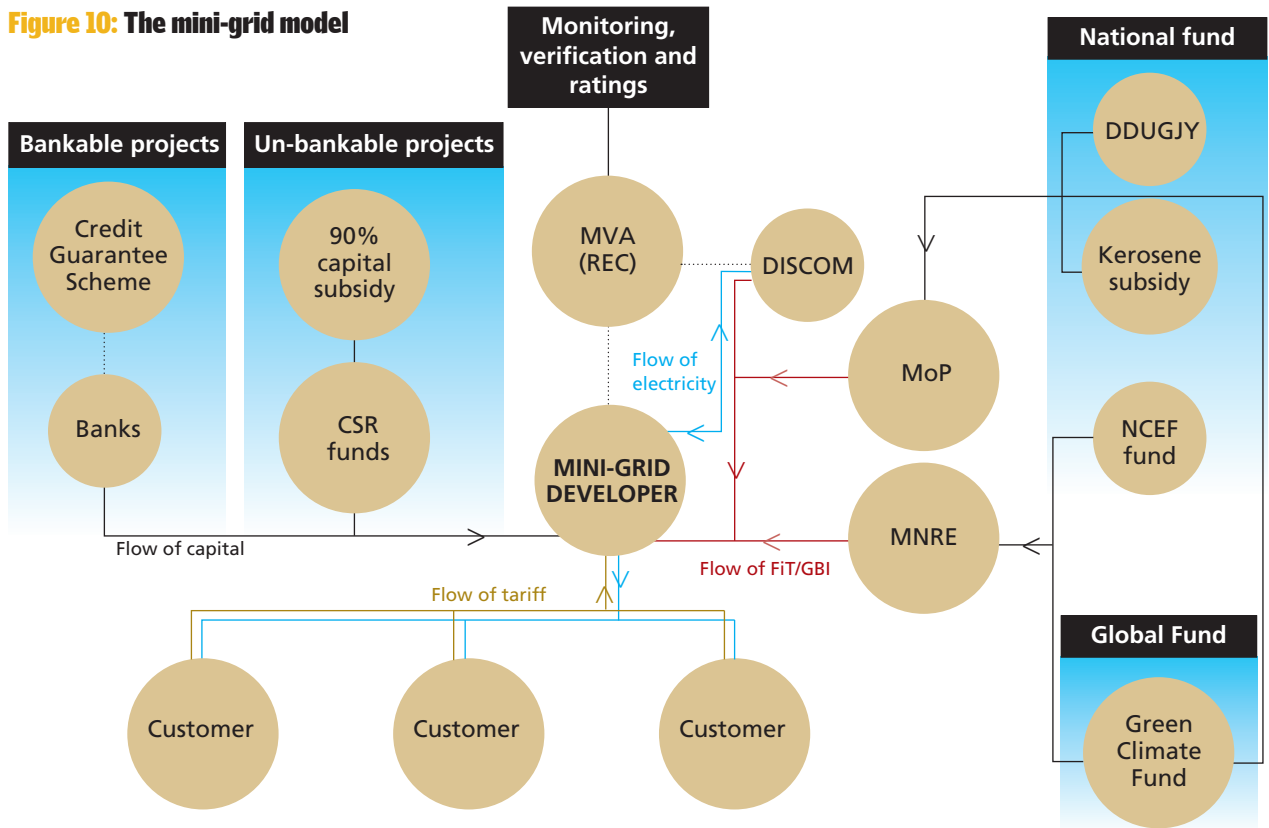 Figure 10: The mini-grid model
Monitoring,
verification and
ratings
National fund
Bankable projects
Un-bankable projects
DDUGJY
Credit
Guarantee
Scheme
90%
capital
subsidy
MVA
(REC)
DISCOM
Kerosene
subsidy
Flow of
electricity
MoP
Banks
CSR
funds
NCEF
fund
MINI-GRID
DEVELOPER
MNRE
Flow of capital
Flow of FiT/GBI
Flow of tariff
Global Fund
Customer
Customer
Customer
Green
Climate
Fund